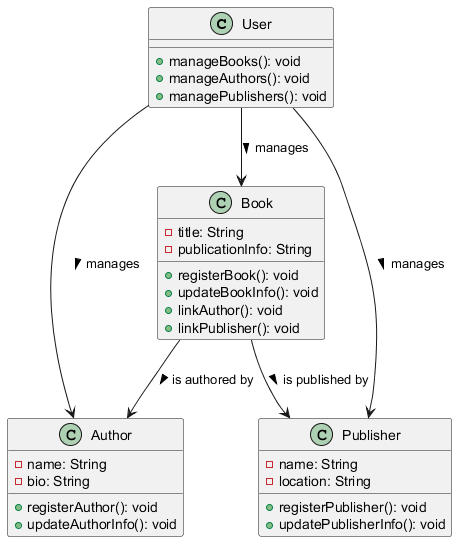 C User
manageBooks(): void
manageAuthors(): void
managePublishers(): void
manages
manages
manages
C Book
title: String
publicationInfo: String
registerBook(): void
updateBookInfo(): void
linkAuthor(): void
linkPublisher(): void
is authored by
is published by
C Author
name: String
bio: String
registerAuthor(): void
updateAuthorInfo(): void
C Publisher
name: String
location: String
registerPublisher(): void
updatePublisherInfo(): void